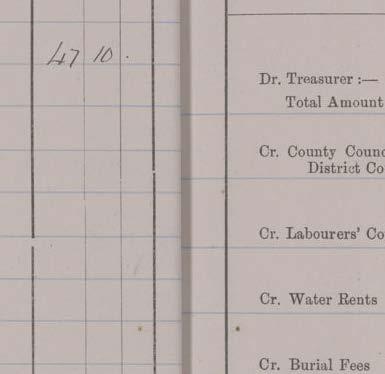 47 10 .
Dr. Treasurer :—
Total Amount
Cr. County Counc
District Co
Cr. Labourers' Co
Cr. Water Rents
Cr. Burial Fees